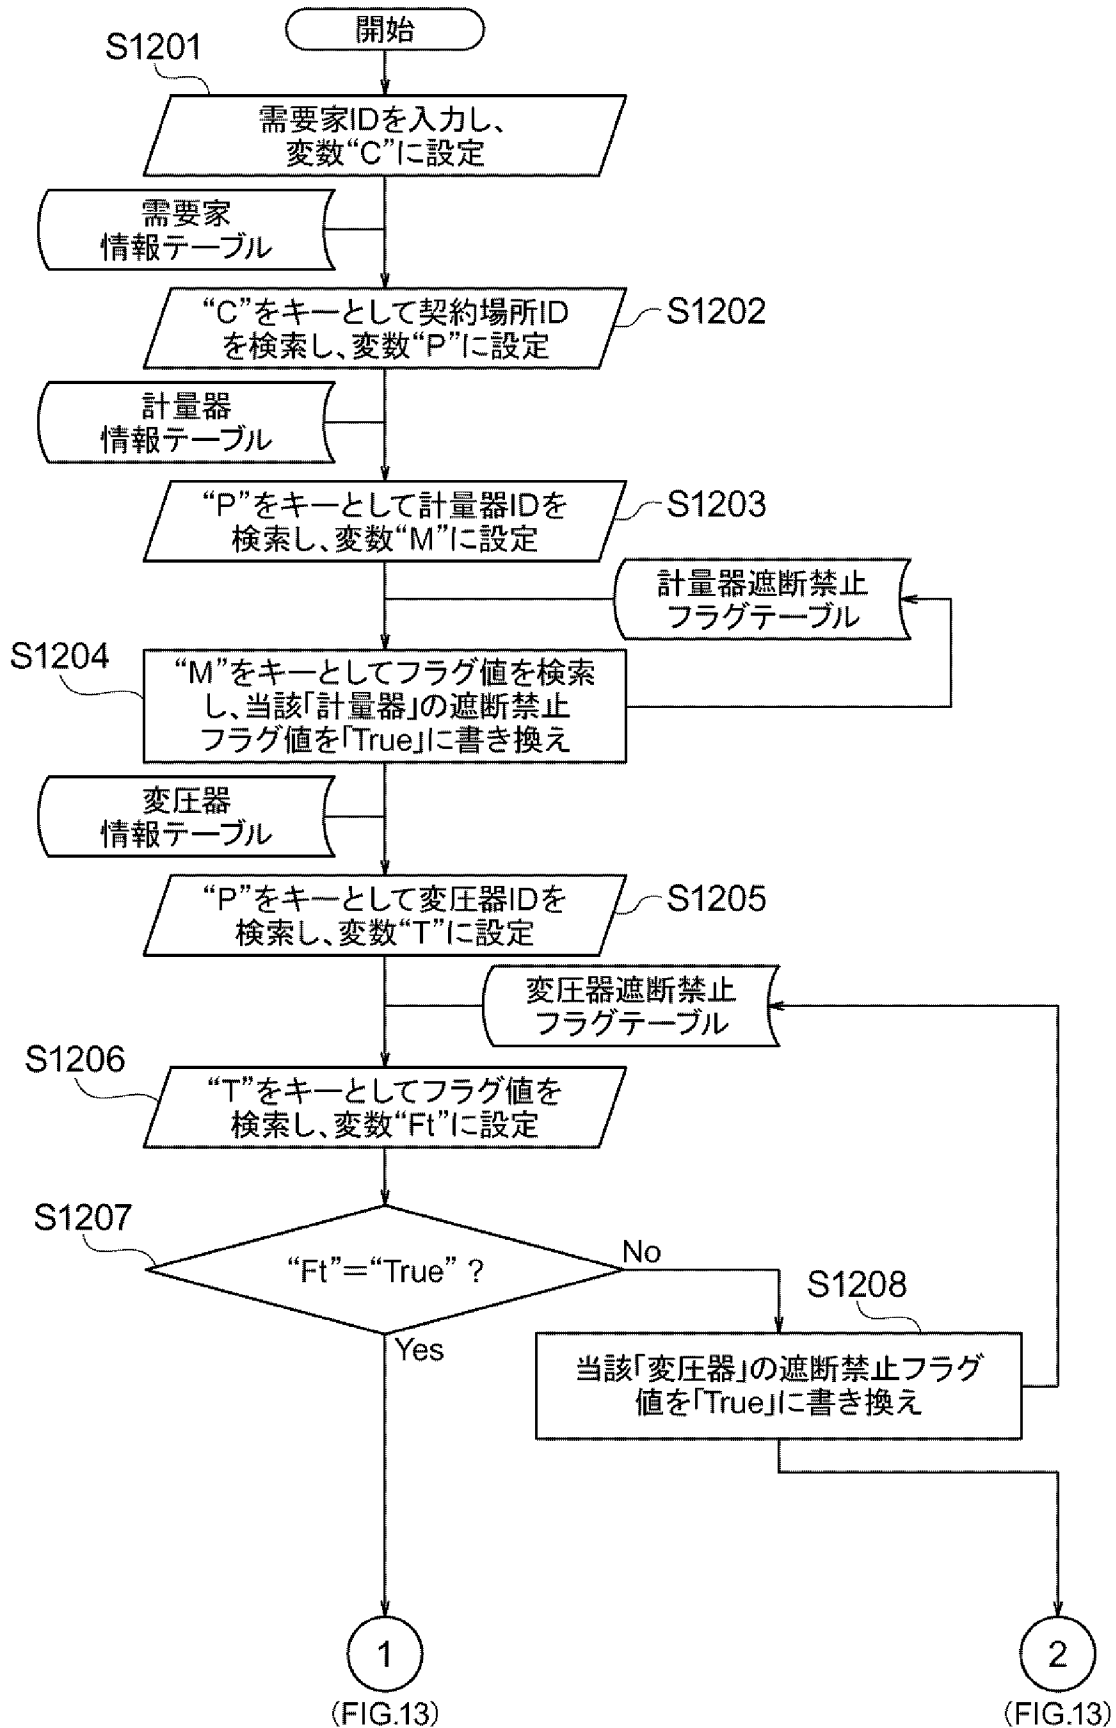 開始
S1201
需要家IDを入力し、
変数“C”に設定
需要家
情報テーブル
“C”をキーとして契約場所ID
を検索し、変数“P”に設定
S1202
計量器
情報テーブル
“P”をキーとして計量器IDを
検索し、変数“M”に設定
S1203
計量器遮断禁止
フラグテーブル
S1204
“M”をキーとしてフラグ値を検索
し、当該「計量器」の遮断禁止
フラグ値を「True」に書き換え
変圧器
情報テーブル
“P”をキーとして変圧器IDを
検索し、変数“T”に設定
S1205
変圧器遮断禁止
フラグテーブル
S1206
“T”をキーとしてフラグ値を
検索し、変数“Ft”に設定
S1207
“Ft”＝“True” ?
No
Yes
S1208
当該「変圧器」の遮断禁止フラグ
値を「True」に書き換え
1
(FIG.13)
2
(FIG.13)